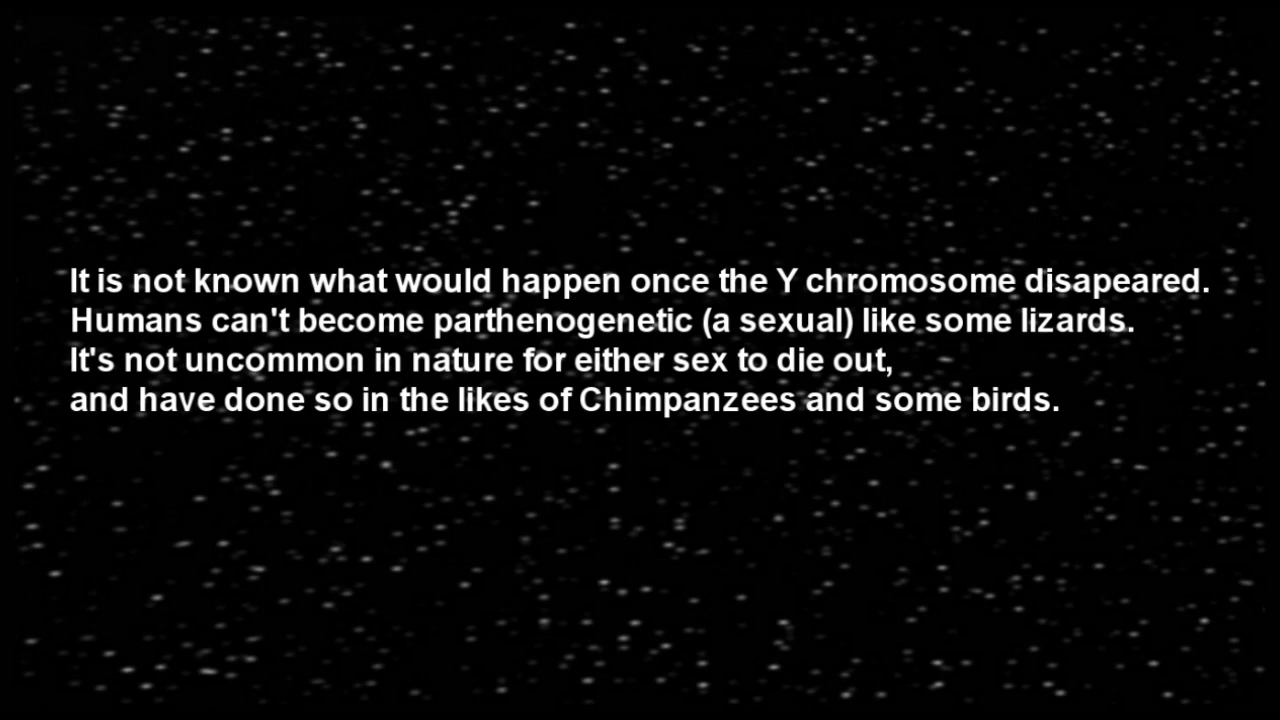 It is not known what would happen once the Y chromosome disapeared.
Humans can't become parthenogenetic (a sexual) like some lizards.
It's not uncommon in nature for either sex to die out,
and have done so in the likes of Chimpanzees and some birds.